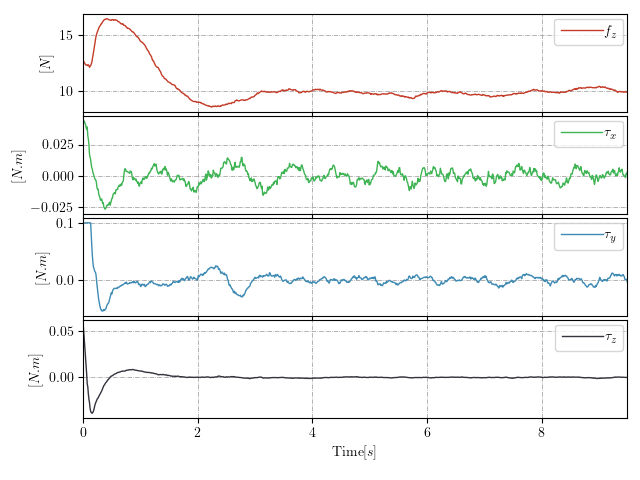 f_z
15
10
[N]
τ_x
0.025
0.000
−0.025
[N.m]
τ_y
0.1
0.0
[N.m]
τ_z
0.05
0.00
[N.m]
0 2 4 6 8
Time[s]